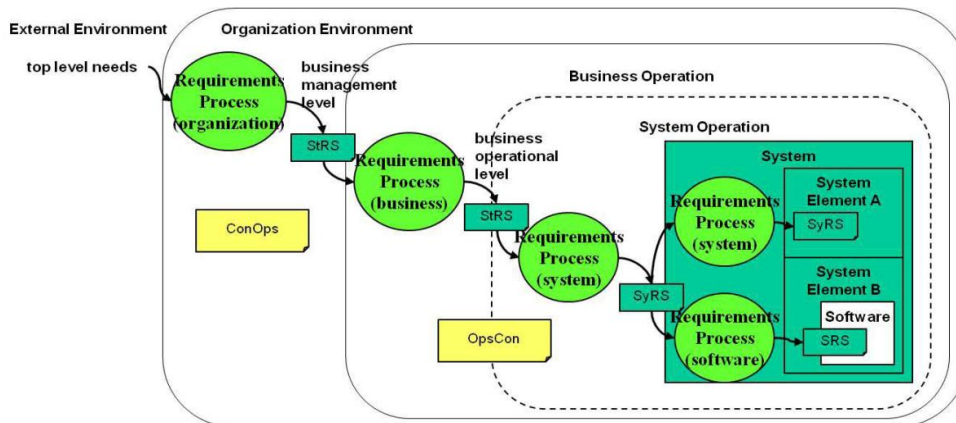 External Environment
Organization Environment
top level needs
Requirements
Process
(organization)
business
management
level
StRS
Business Operation
Requirements
Process
(business)
business
operational
level
StRS
System Operation
System
ConOps
Requirements
Process
(system)
SyRS
Requirements
Process
(system)
System
Element A
SyRS
OpsCon
Requirements
Process
(software)
System
Element B
Software
SRS